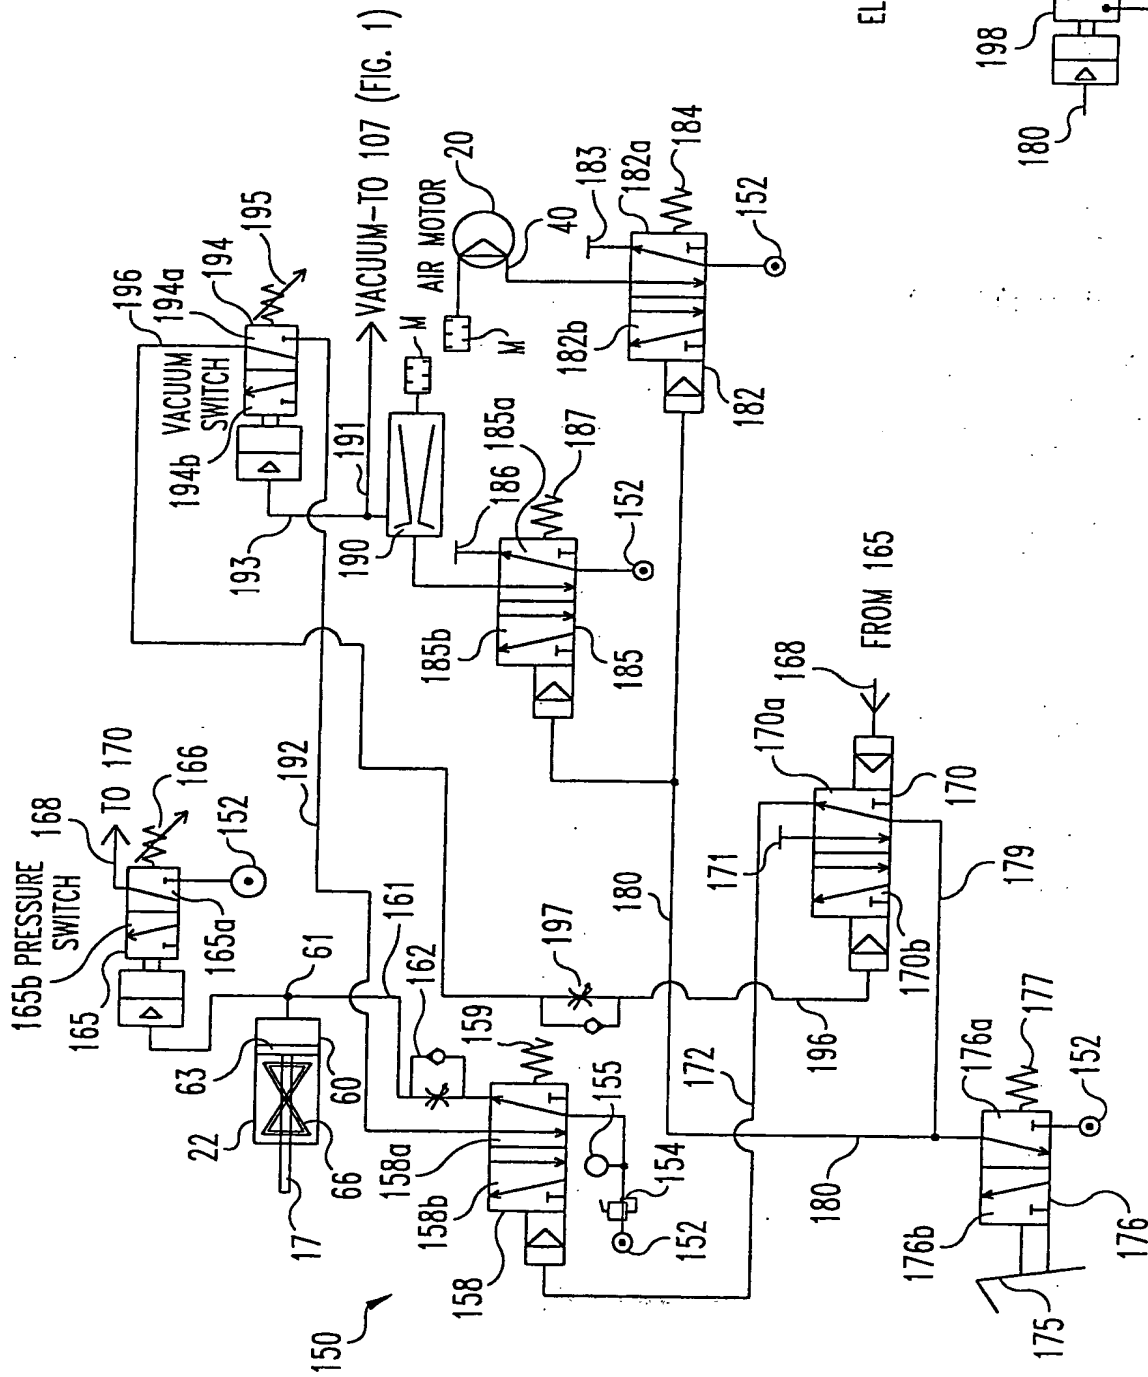 EL
198
180
VACUUM-TO 107 (FIG. 1)
AIR MOTOR
20
196
194a
194
195
VACUUM
SWITCH
194b
193
191
M
M
190
40
183
182a
184
152
182b
182
186
185a
187
152
185b
185
168
TO 170
166
152
165b PRESSURE
SWITCH
165a
165
192
61
161
162
63
60
22
66
17
159
158a
158b
158
155
154
152
150
197
196
180
172
171
170a
168
FROM 165
170
170b
179
180
176a
177
152
176b
176
175